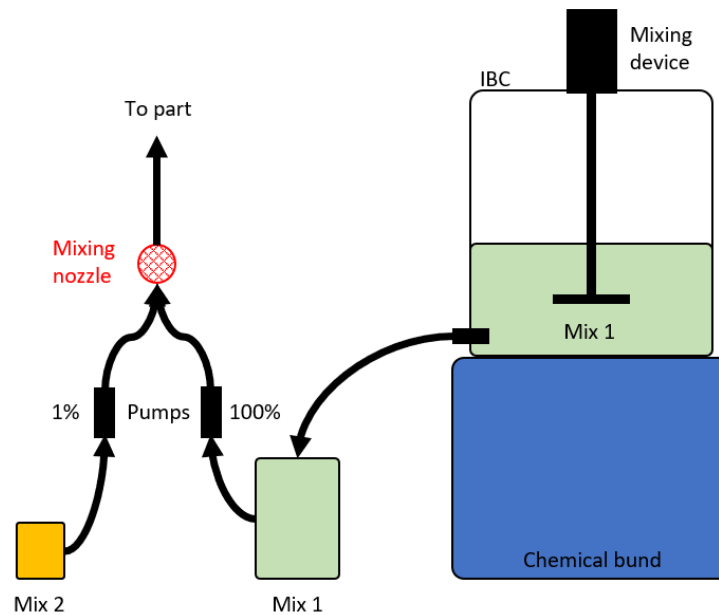 Mixing
device
IBC
To part
Mixing
nozzle
Mix 1
1% Pumps 100%
Chemical bund
Mix 2
Mix 1